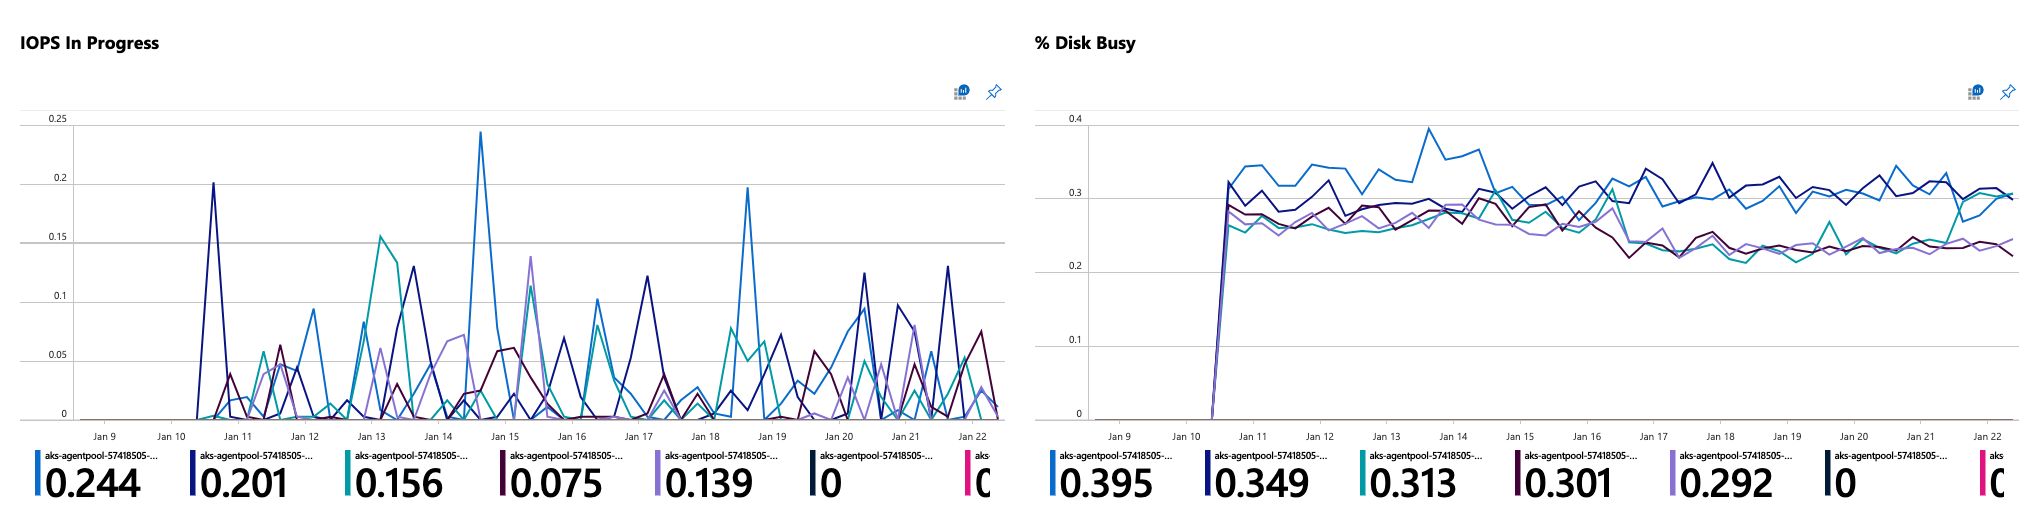 IOPS In Progress
0.25
0.2
0.15
0.1
0.05
0
Jan 9 Jan 10 Jan 11 Jan 12 Jan 13 Jan 14 Jan 15 Jan 16 Jan 17 Jan 18 Jan 19 Jan 20 Jan 21 Jan 22
aks-agentpool-57418505-... aks-agentpool-57418505-... aks-agentpool-57418505-... aks-agentpool-57418505-... aks-agentpool-57418505-... aks-agentpool-57418505-... aks-
0.244 0.201 0.156 0.075 0.139 0 0
% Disk Busy
0.4
0.3
0.2
0.1
0
Jan 9 Jan 10 Jan 11 Jan 12 Jan 13 Jan 14 Jan 15 Jan 16 Jan 17 Jan 18 Jan 19 Jan 20 Jan 21 Jan 22
aks-agentpool-57418505-... aks-agentpool-57418505-... aks-agentpool-57418505-... aks-agentpool-57418505-... aks-agentpool-57418505-... aks-agentpool-57418505-... aks-
0.395 0.349 0.313 0.301 0.292 0 0